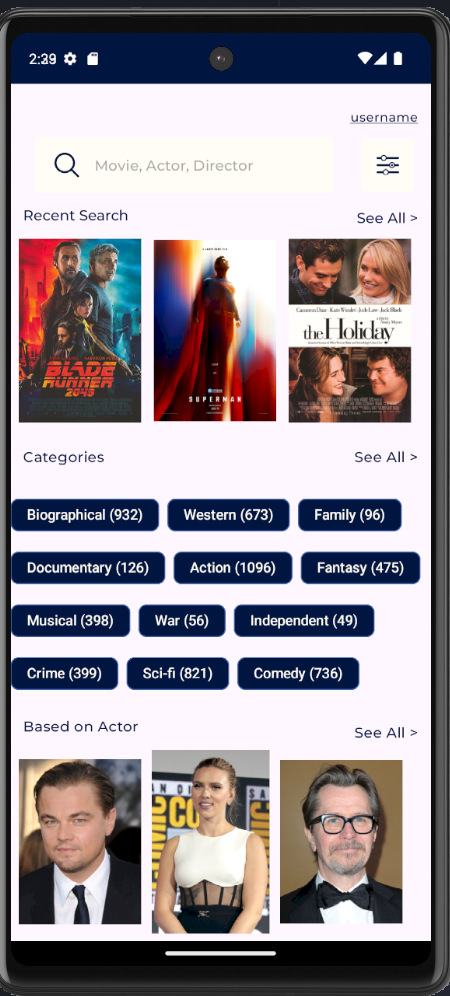 2:39
username
Movie, Actor, Director
Recent Search
See All >
BLADE
RUNNER
2049
SUPERMAN
Cameron Diaz Kate Winslet Jude Law Jack Black
the Holiday
Categories
See All >
Biographical (932)
Western (673)
Family (96)
Documentary (126)
Action (1096)
Fantasy (475)
Musical (398)
War (56)
Independent (49)
Crime (399)
Sci-fi (821)
Comedy (736)
Based on Actor
See All >